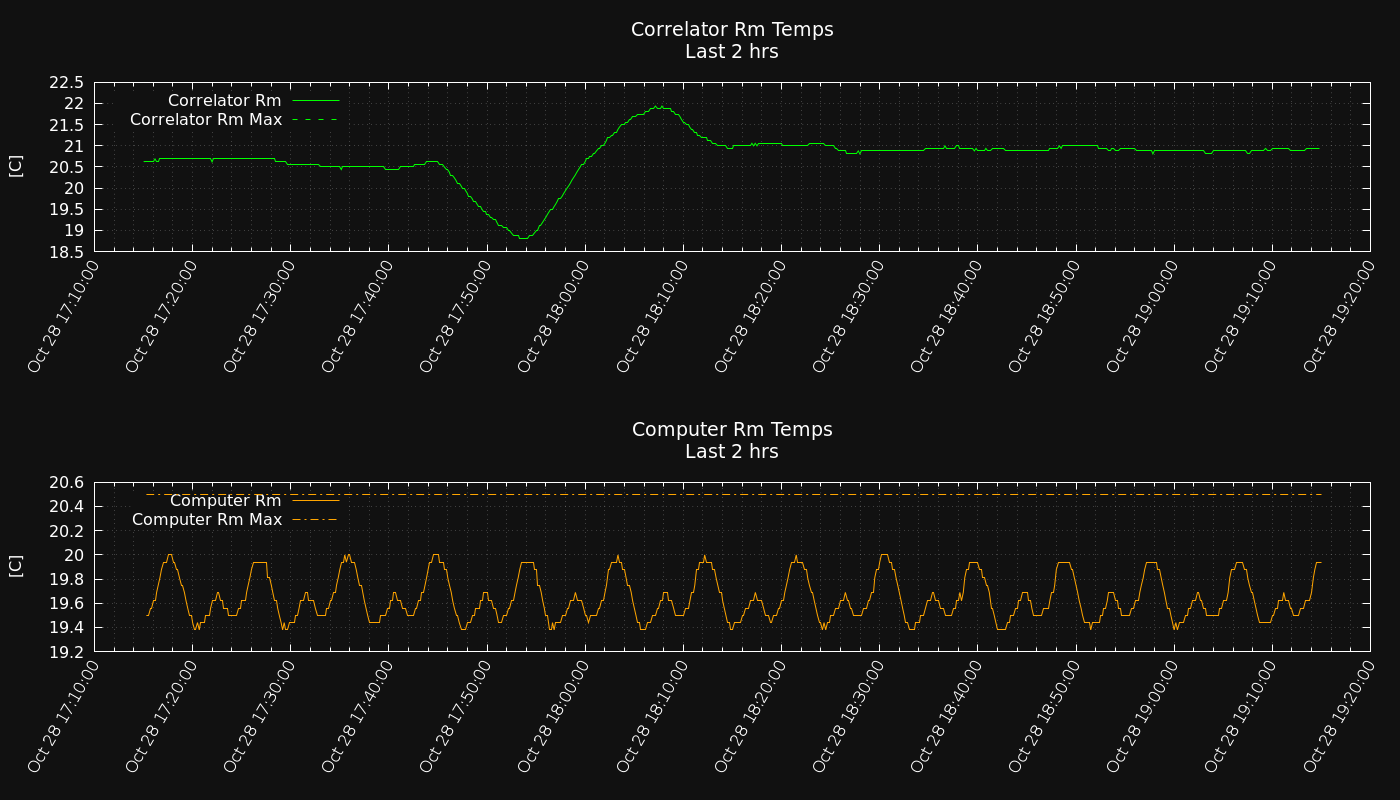 Correlator Rm Temps
Last 2 hrs
[C]
22.5
22
21.5
21
20.5
20
19.5
19
18.5
Correlator Rm
Correlator Rm Max
Oct 28 17:10:00
Oct 28 17:20:00
Oct 28 17:30:00
Oct 28 17:40:00
Oct 28 17:50:00
Oct 28 18:00:00
Oct 28 18:10:00
Oct 28 18:20:00
Oct 28 18:30:00
Oct 28 18:40:00
Oct 28 18:50:00
Oct 28 19:00:00
Oct 28 19:10:00
Oct 28 19:20:00
Computer Rm Temps
Last 2 hrs
[C]
20.6
20.4
20.2
20
19.8
19.6
19.4
19.2
Computer Rm
Computer Rm Max
Oct 28 17:10:00
Oct 28 17:20:00
Oct 28 17:30:00
Oct 28 17:40:00
Oct 28 17:50:00
Oct 28 18:00:00
Oct 28 18:10:00
Oct 28 18:20:00
Oct 28 18:30:00
Oct 28 18:40:00
Oct 28 18:50:00
Oct 28 19:00:00
Oct 28 19:10:00
Oct 28 19:20:00